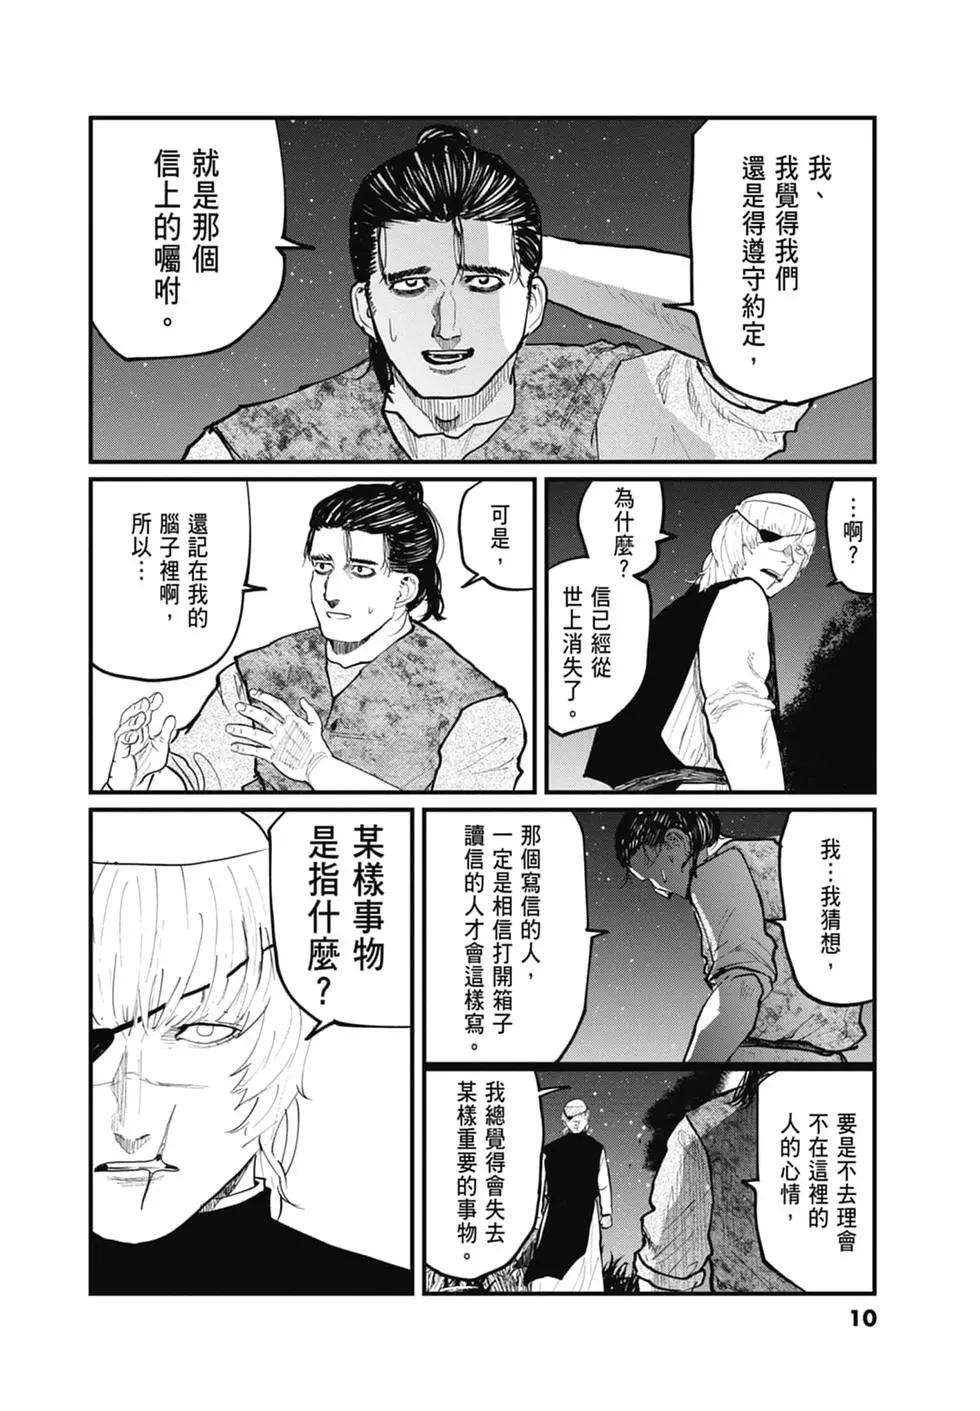 我、
我覺得我們
還是得遵守約定，
就是那個
信上的囑咐。
…啊？
為什麼？
信已經從
世上消失了。
可是，
還記在我的
腦子裡啊，
所以…
我…我猜想，
那個寫信的人，
一定是相信打開箱子
讀信的人才會這樣寫。
要是不去理會
不在這裡的
人的心情，
我總覺得會失去
某樣重要的事物。
某樣事物
是指什麼？
10